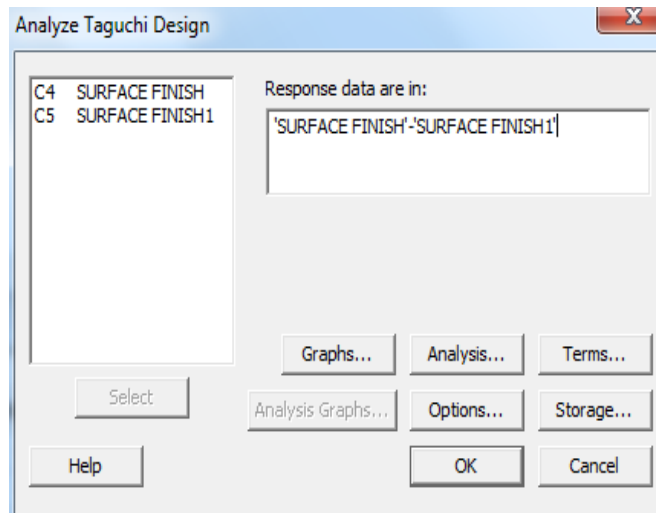 Analyze Taguchi Design
X
C4 SURFACE FINISH
C5 SURFACE FINISH1
Response data are in:
'SURFACE FINISH'-'SURFACE FINISH1'
Graphs...
Analysis...
Terms...
Select
Analysis Graphs...
Options...
Storage...
Help
OK
Cancel